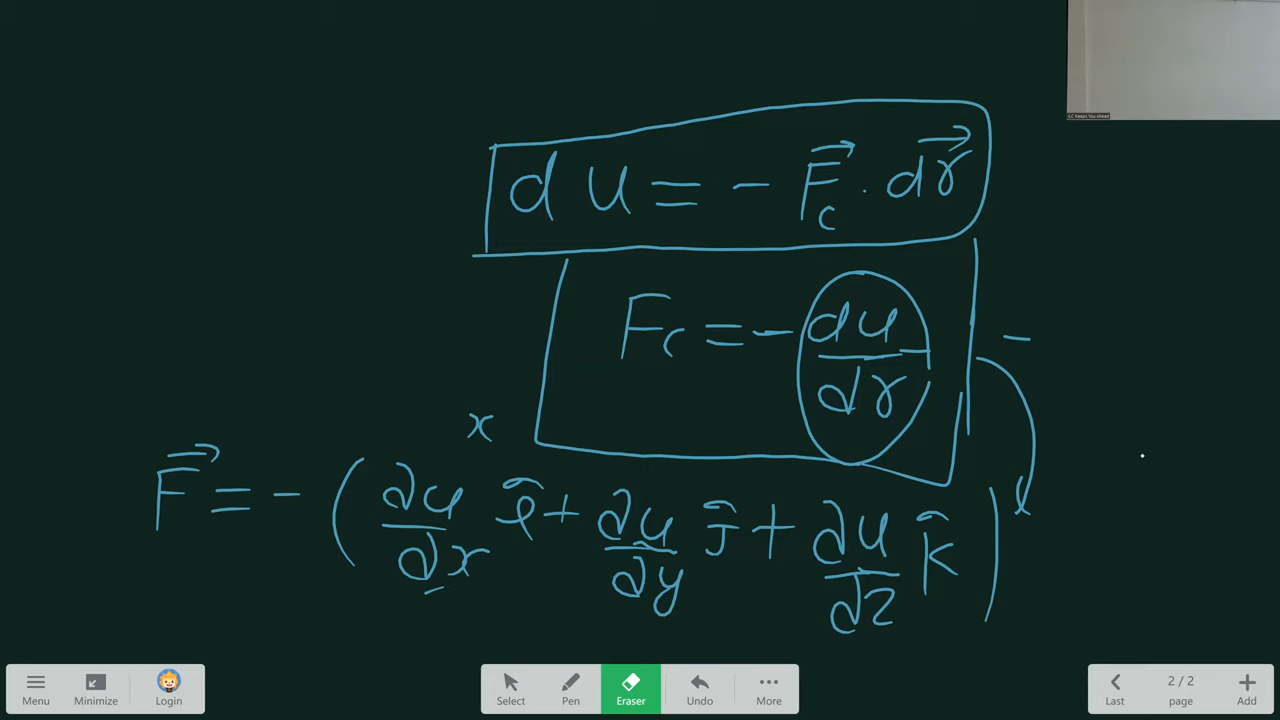 du = - F⃗c . dr⃗
Fc = - du/dr -
x
F⃗ = - (∂u/∂x î + ∂u/∂y ĵ + ∂u/∂z k̂)
Menu Minimize Login Select Pen Eraser Undo More Last page 2/2 Add